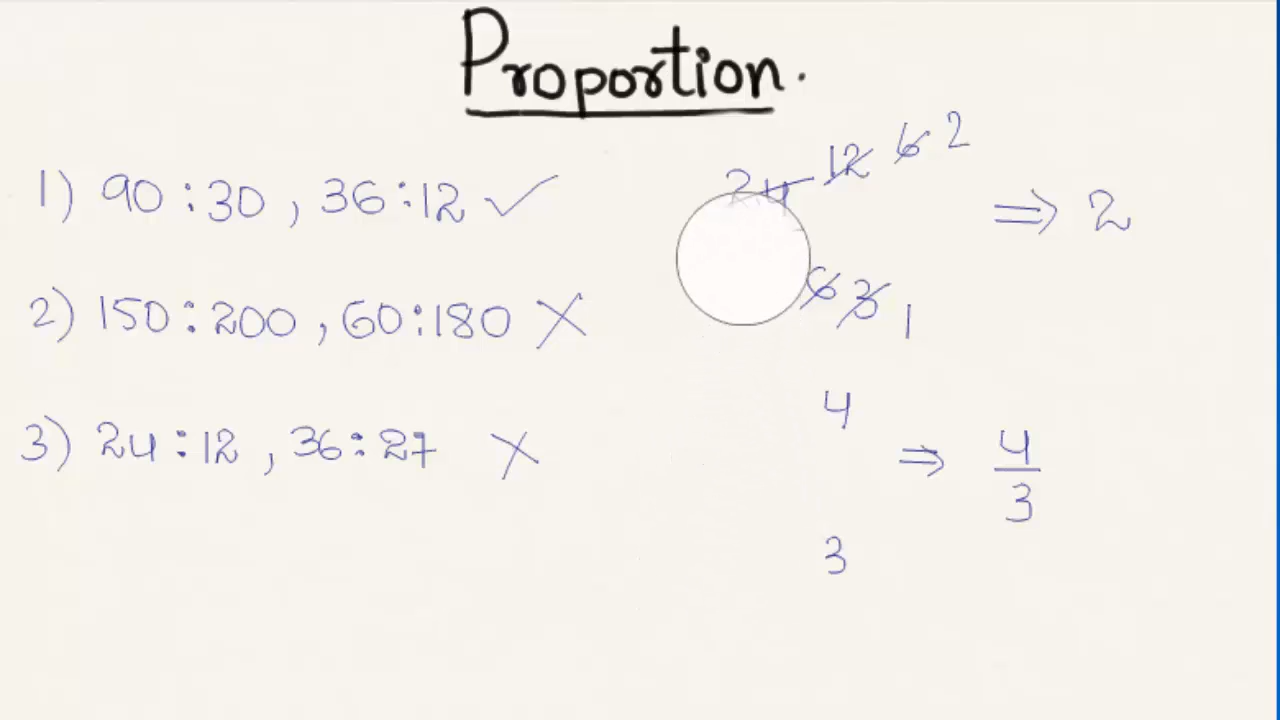 Proportion.
1) 90:30, 36:12 ✓
2) 150:200, 60:180 X
3) 24:12, 36:27 X
24 12 6 2
⇒ 2
6 3 1
4
⇒ 4/3
3